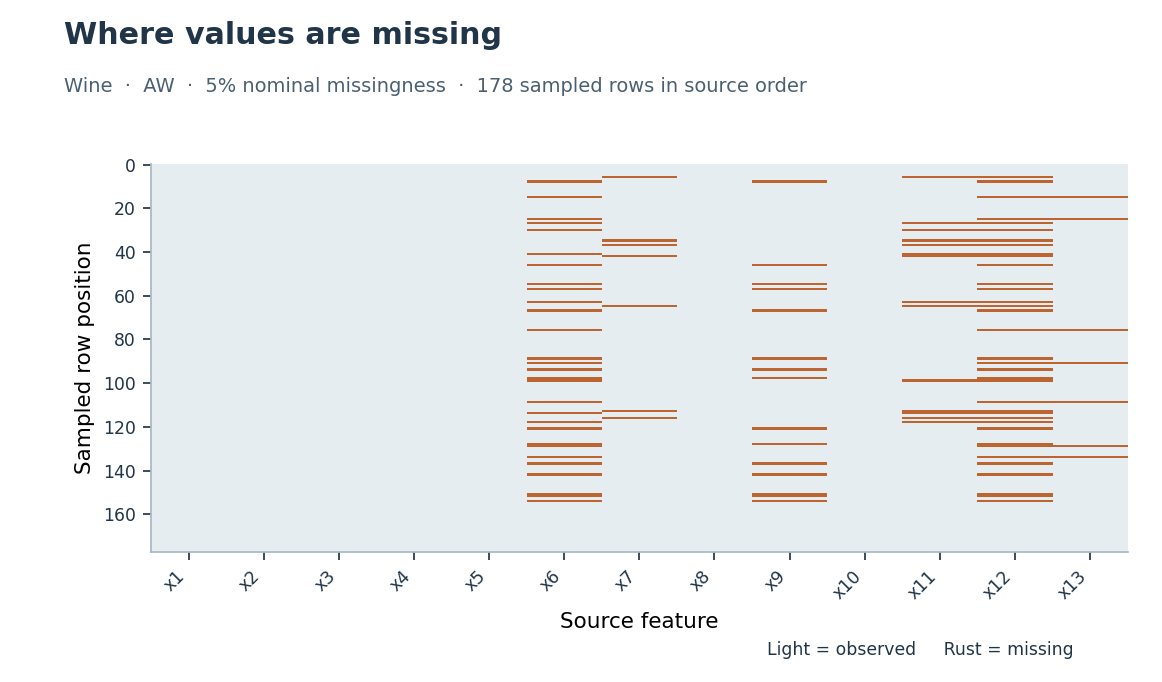 Where values are missing
Wine · AW · 5% nominal missingness · 178 sampled rows in source order
0
20
40
60
80
100
120
140
160
Sampled row position
x1 x2 x3 x4 x5 x6 x7 x8 x9 x10 x11 x12 x13
Source feature
Light = observed Rust = missing